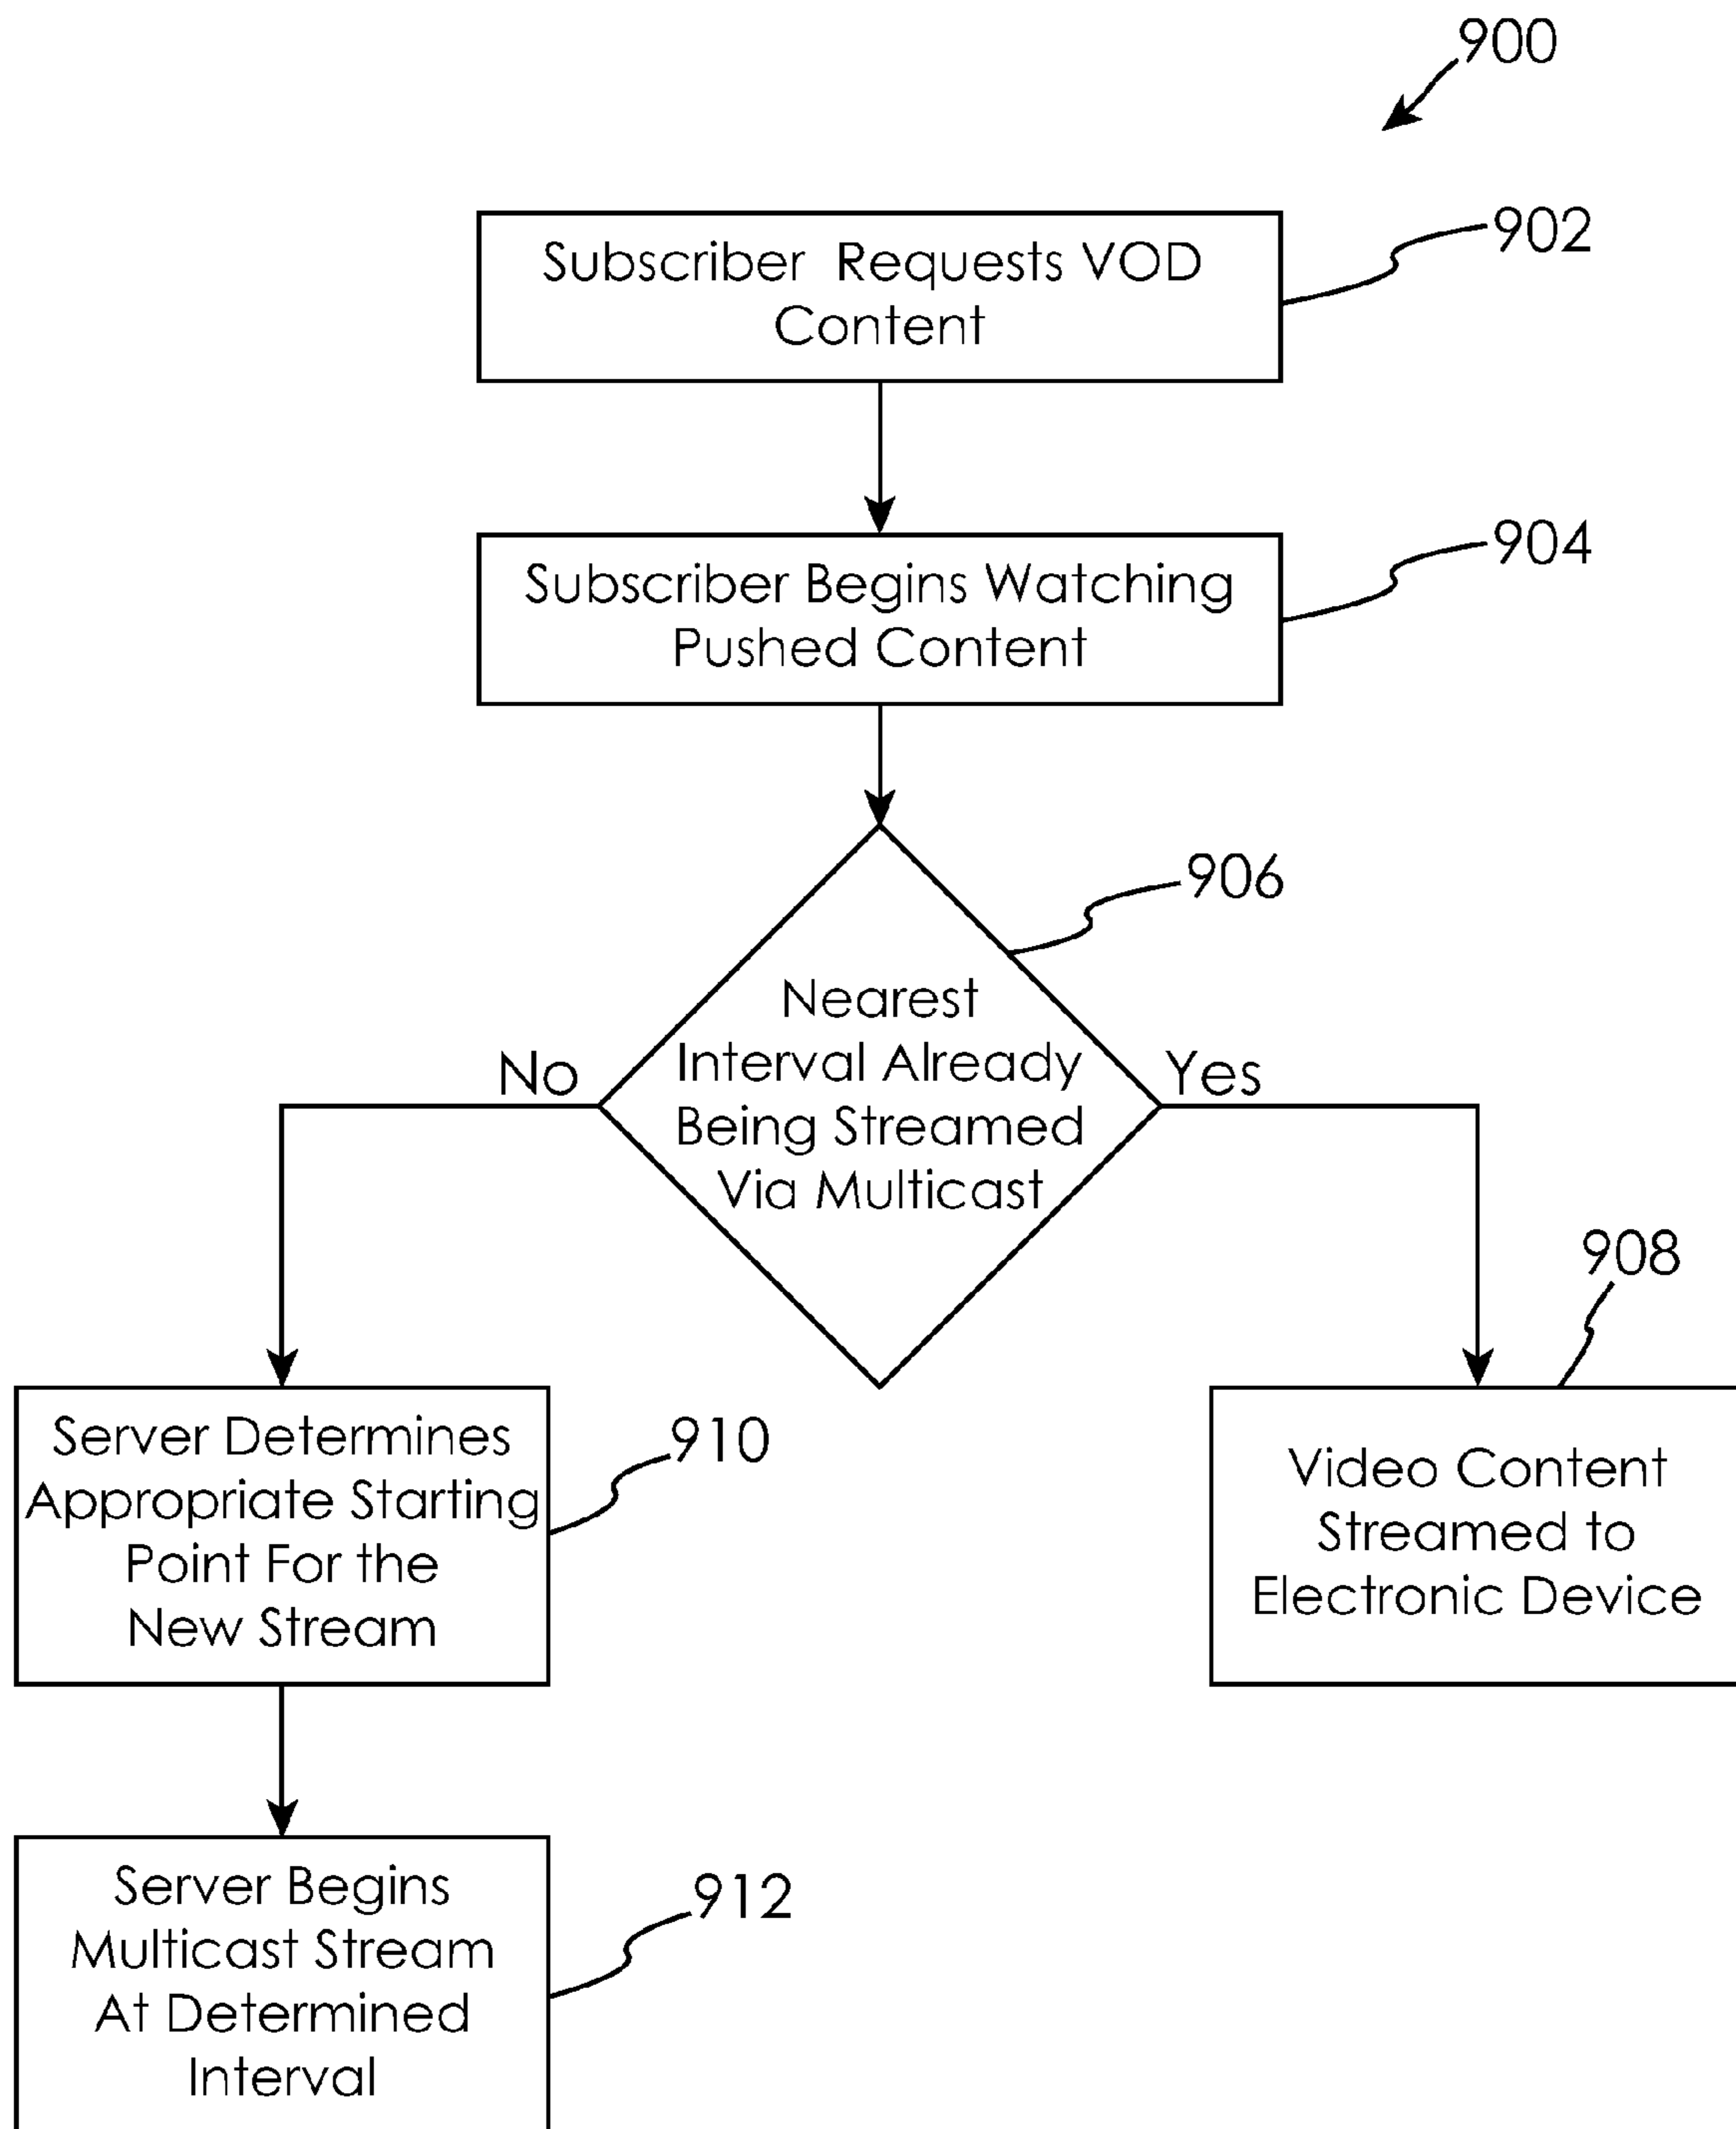 900
Subscriber Requests VOD
Content
902
Subscriber Begins Watching
Pushed Content
904
906
Nearest
Interval Already
Being Streamed
Via Multicast
No
Yes
908
Server Determines
Appropriate Starting
Point For the
New Stream
910
Video Content
Streamed to
Electronic Device
Server Begins
Multicast Stream
At Determined
Interval
912